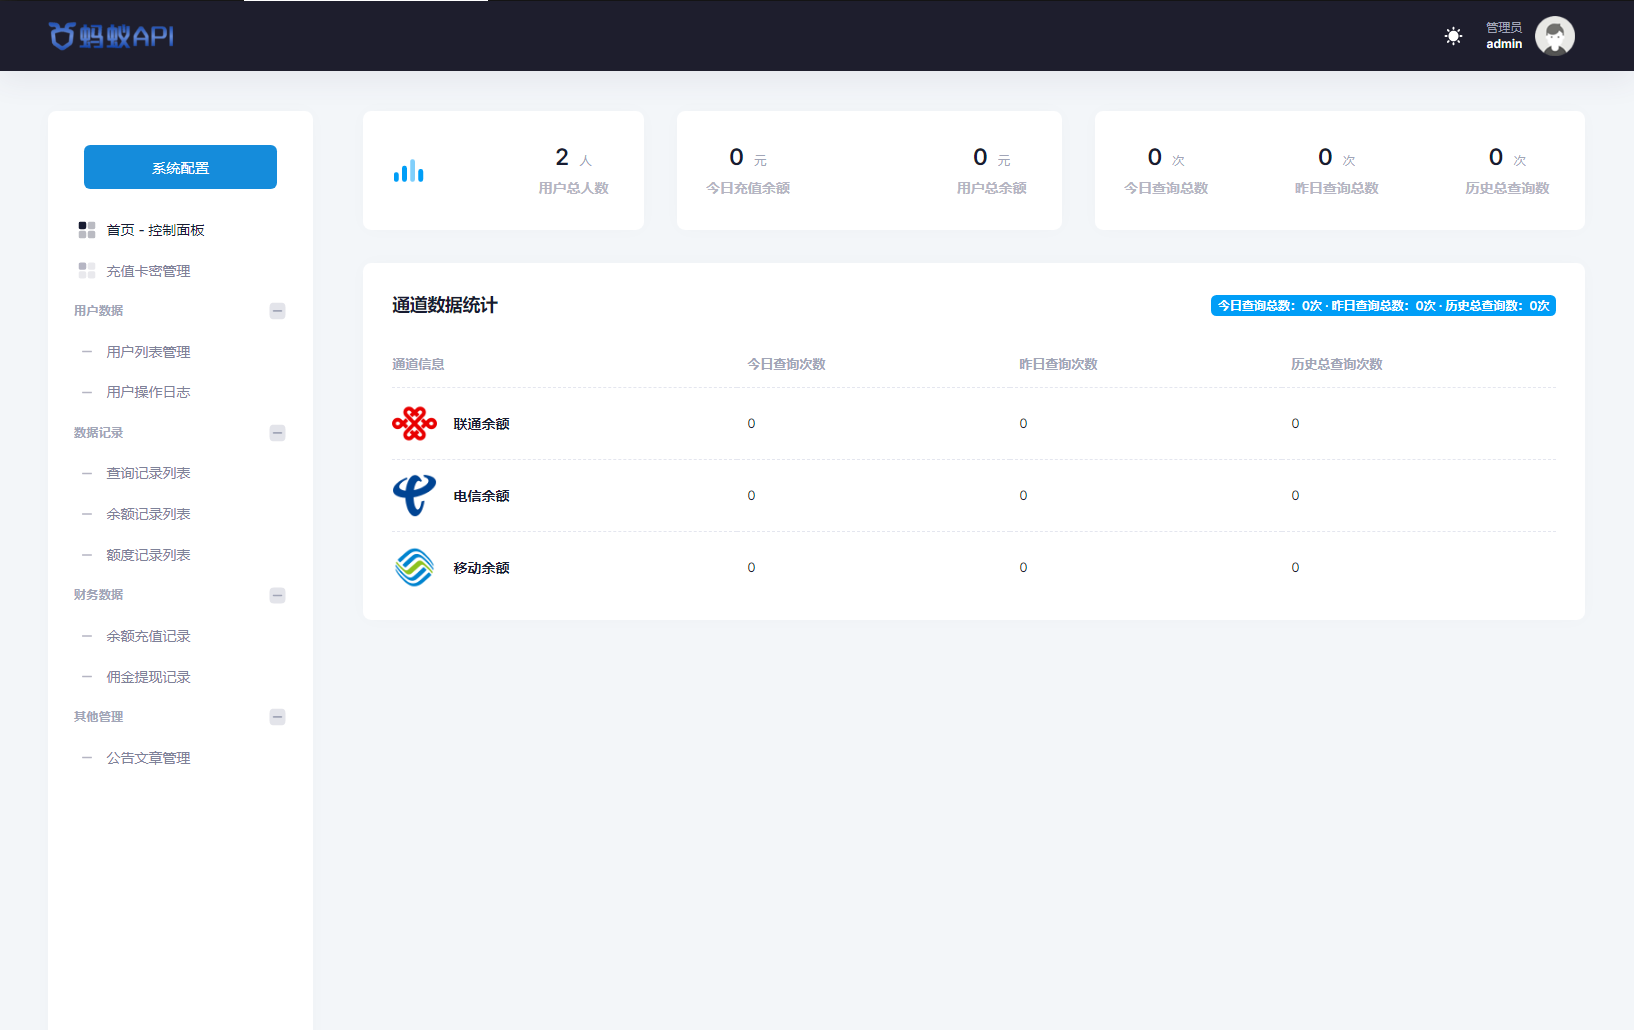 蚂蚁API
管理员
admin
系统配置
首页 - 控制面板
充值卡密管理
用户数据
用户列表管理
用户操作日志
数据记录
查询记录列表
余额记录列表
额度记录列表
财务数据
余额充值记录
佣金提现记录
其他管理
公告文章管理
2 人
用户总人数
0 元
今日充值余额
0 元
用户总余额
0 次
今日查询总数
0 次
昨日查询总数
0 次
历史总查询数
通道数据统计
今日查询总数：0次 · 昨日查询总数：0次 · 历史总查询数：0次
通道信息 今日查询次数 昨日查询次数 历史总查询次数
联通余额 0 0 0
电信余额 0 0 0
移动余额 0 0 0